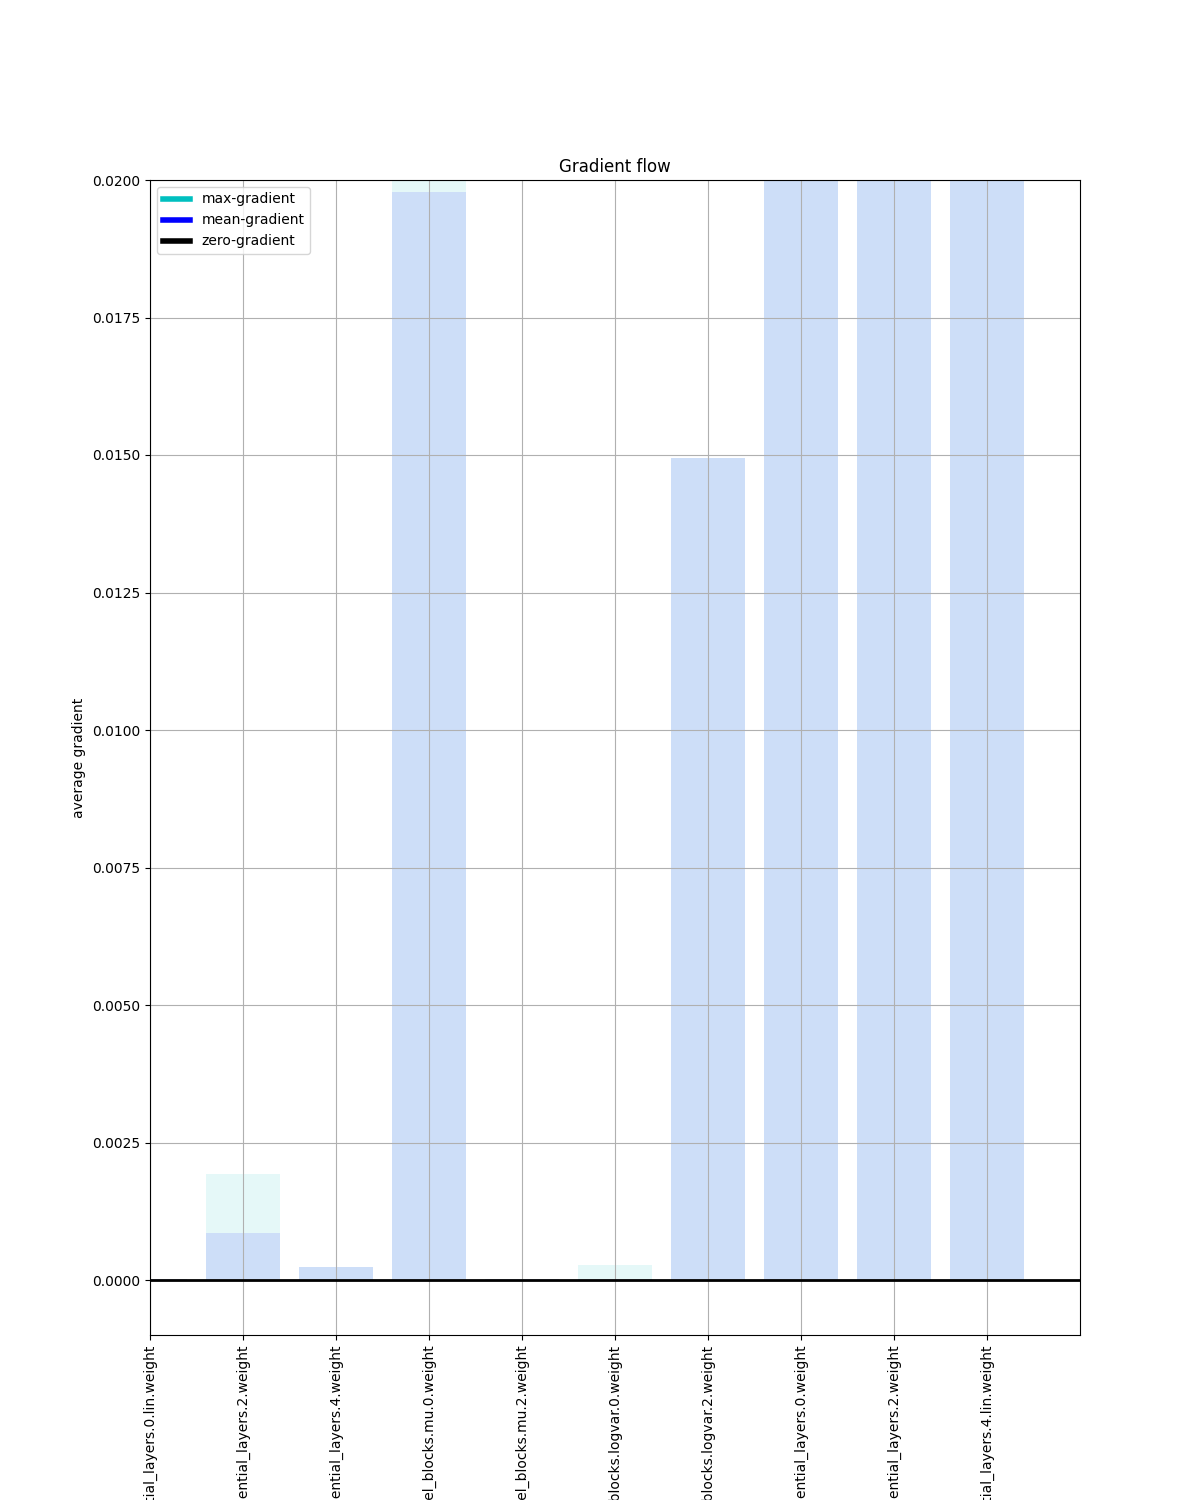 Gradient flow
max-gradient
mean-gradient
zero-gradient
0.0200
0.0175
0.0150
0.0125
0.0100
0.0075
0.0050
0.0025
0.0000
average gradient
tial_layers.0.lin.weight
ential_layers.2.weight
ential_layers.4.weight
el_blocks.mu.0.weight
el_blocks.mu.2.weight
blocks.logvar.0.weight
blocks.logvar.2.weight
ential_layers.0.weight
ential_layers.2.weight
tial_layers.4.lin.weight